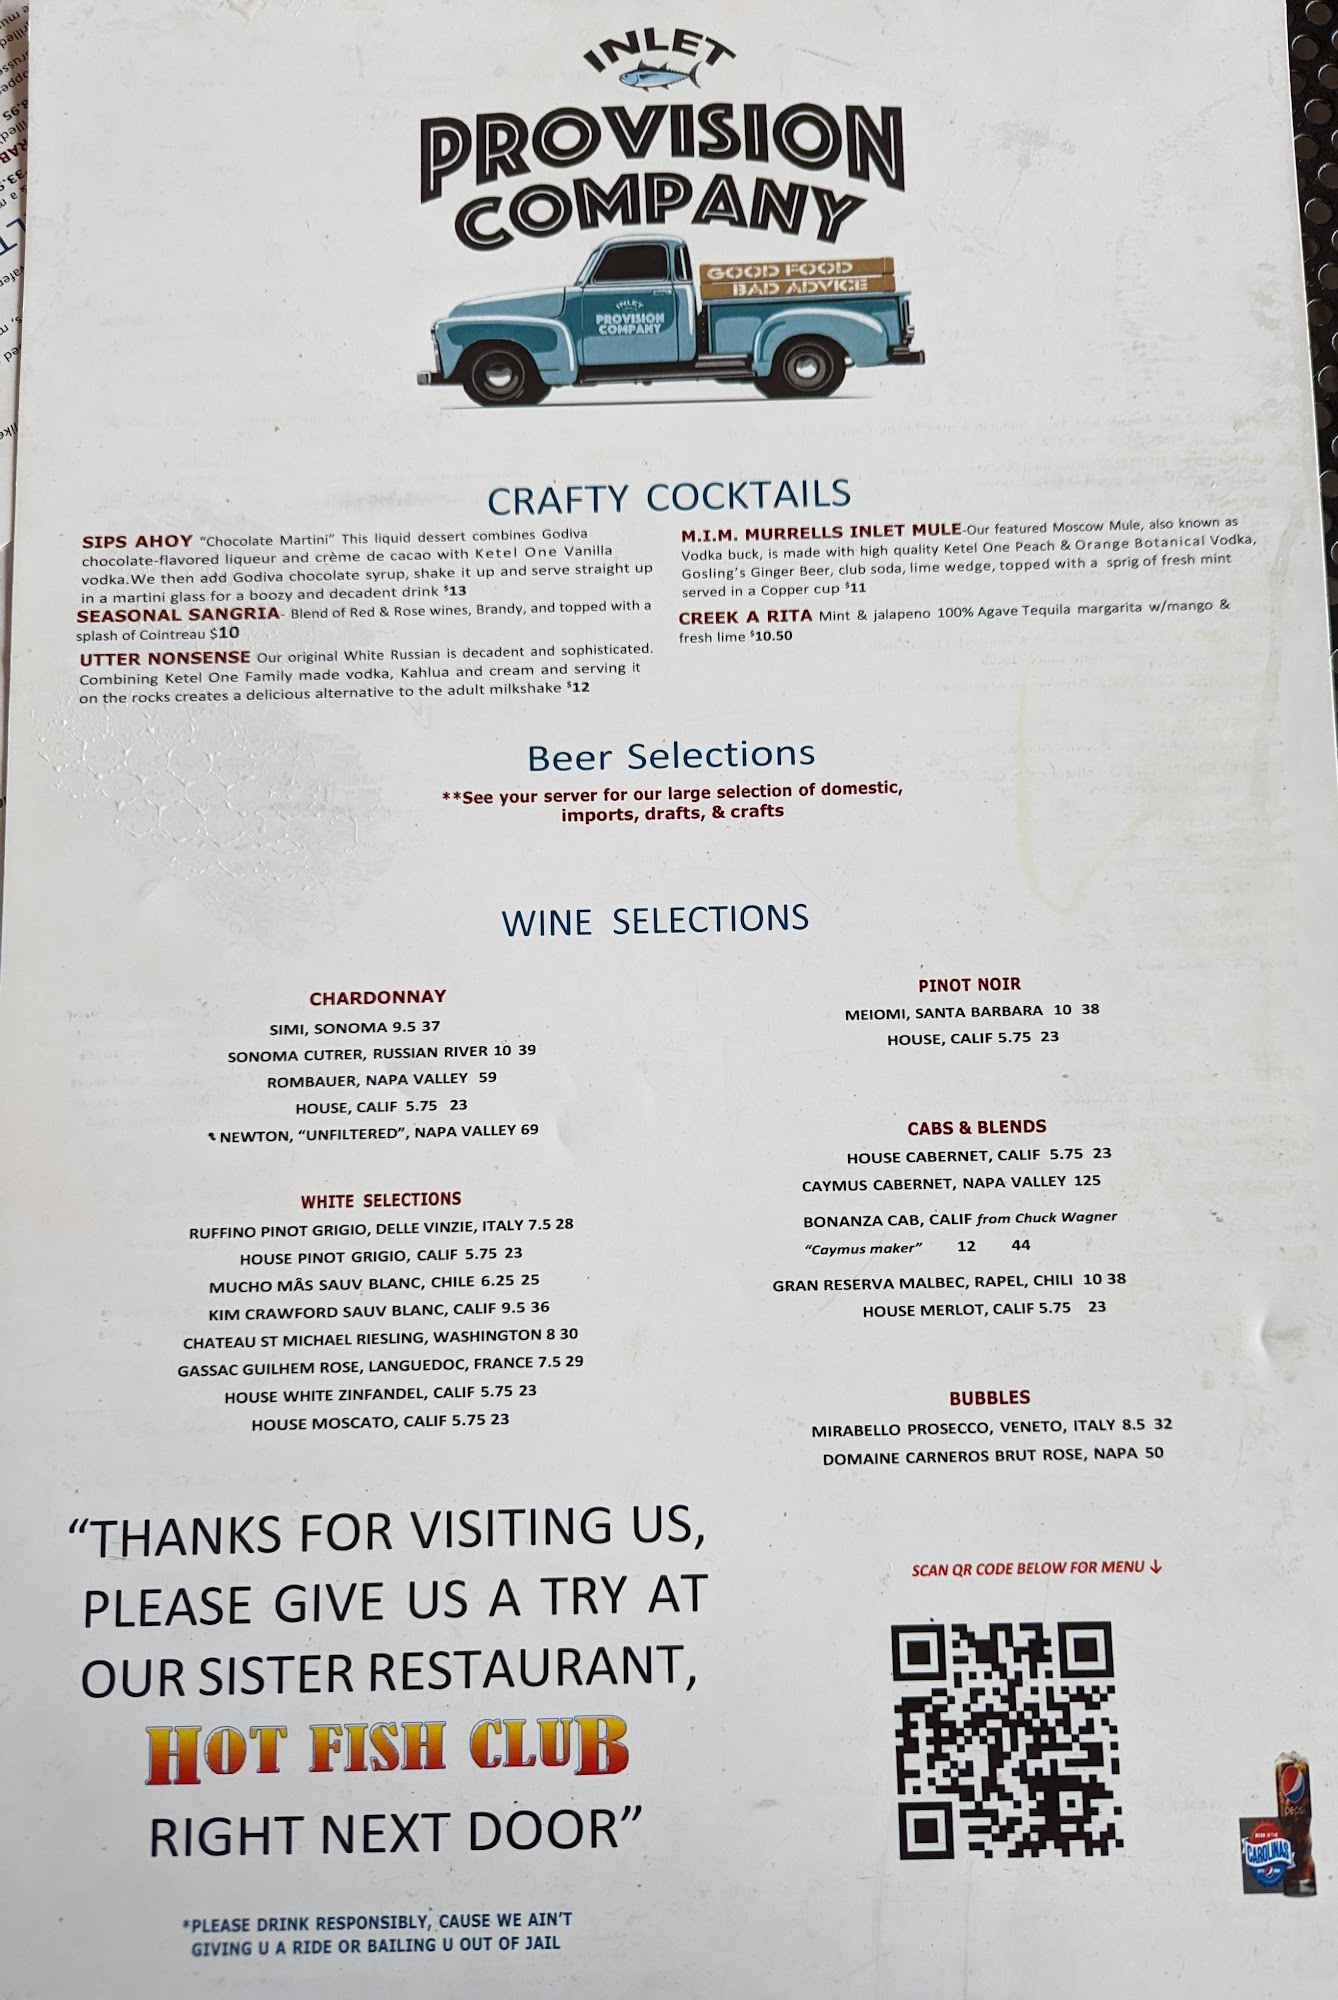 INLET
PROVISION
COMPANY
GOOD FOOD
BAD ADVICE
INLET
PROVISION
COMPANY
CRAFTY COCKTAILS
SIPS AHOY “Chocolate Martini” This liquid dessert combines Godiva
chocolate-flavored liqueur and crème de cacao with Ketel One Vanilla
vodka.We then add Godiva chocolate syrup, shake it up and serve straight up
in a martini glass for a boozy and decadent drink $13
SEASONAL SANGRIA- Blend of Red & Rose wines, Brandy, and topped with a
splash of Cointreau $10
UTTER NONSENSE Our original White Russian is decadent and sophisticated.
Combining Ketel One Family made vodka, Kahlua and cream and serving it
on the rocks creates a delicious alternative to the adult milkshake $12
M.I.M. MURRELLS INLET MULE-Our featured Moscow Mule, also known as
Vodka buck, is made with high quality Ketel One Peach & Orange Botanical Vodka,
Gosling's Ginger Beer, club soda, lime wedge, topped with a sprig of fresh mint
served in a Copper cup $11
CREEK A RITA Mint & jalapeno 100% Agave Tequila margarita w/mango &
fresh lime $10.50
Beer Selections
**See your server for our large selection of domestic,
imports, drafts, & crafts
WINE SELECTIONS
CHARDONNAY
SIMI, SONOMA 9.5 37
SONOMA CUTRER, RUSSIAN RIVER 10 39
ROMBAUER, NAPA VALLEY 59
HOUSE, CALIF 5.75 23
NEWTON, “UNFILTERED”, NAPA VALLEY 69
WHITE SELECTIONS
RUFFINO PINOT GRIGIO, DELLE VINZIE, ITALY 7.5 28
HOUSE PINOT GRIGIO, CALIF 5.75 23
MUCHO MÂS SAUV BLANC, CHILE 6.25 25
KIM CRAWFORD SAUV BLANC, CALIF 9.5 36
CHATEAU ST MICHAEL RIESLING, WASHINGTON 8 30
GASSAC GUILHEM ROSE, LANGUEDOC, FRANCE 7.5 29
HOUSE WHITE ZINFANDEL, CALIF 5.75 23
HOUSE MOSCATO, CALIF 5.75 23
PINOT NOIR
MEIOMI, SANTA BARBARA 10 38
HOUSE, CALIF 5.75 23
CABS & BLENDS
HOUSE CABERNET, CALIF 5.75 23
CAYMUS CABERNET, NAPA VALLEY 125
BONANZA CAB, CALIF from Chuck Wagner
“Caymus maker” 12 44
GRAN RESERVA MALBEC, RAPEL, CHILI 10 38
HOUSE MERLOT, CALIF 5.75 23
BUBBLES
MIRABELLO PROSECCO, VENETO, ITALY 8.5 32
DOMAINE CARNEROS BRUT ROSE, NAPA 50
“THANKS FOR VISITING US,
PLEASE GIVE US A TRY AT
OUR SISTER RESTAURANT,
HOT FISH CLUB
RIGHT NEXT DOOR”
*PLEASE DRINK RESPONSIBLY, CAUSE WE AIN'T
GIVING U A RIDE OR BAILING U OUT OF JAIL
SCAN QR CODE BELOW FOR MENU ↓
pepsi
BORN IN THE
CAROLINAS